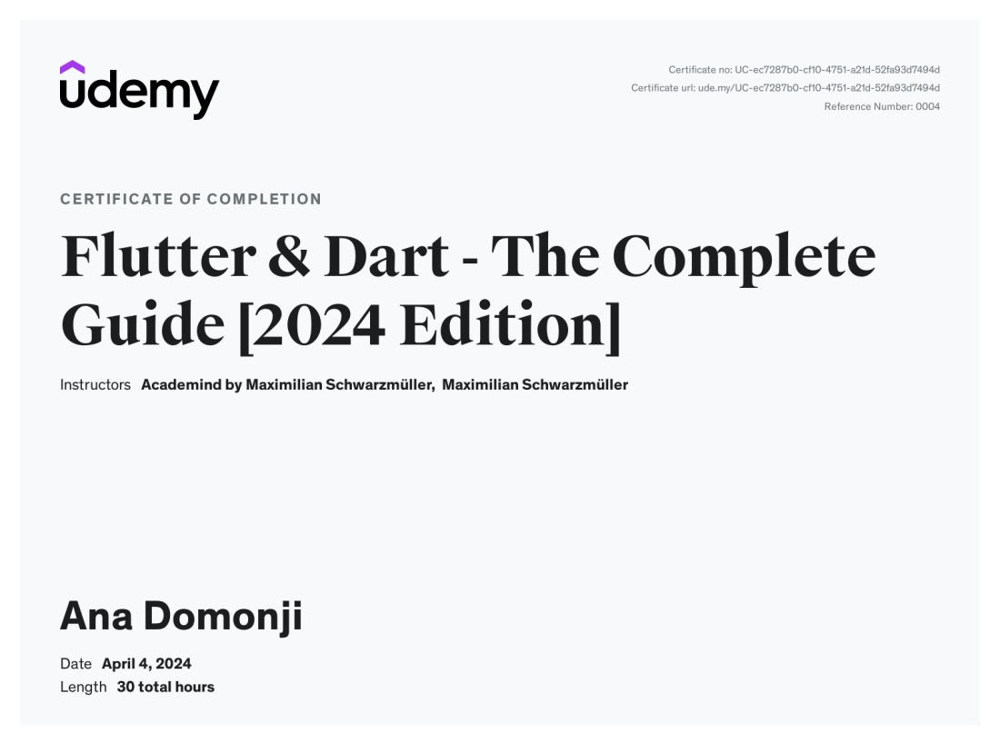 udemy
Certificate no: UC-ec7287b0-cf10-4751-a21d-52fa93d7494d
Certificate url: ude.my/UC-ec7287b0-cf10-4751-a21d-52fa93d7494d
Reference Number: 0004
CERTIFICATE OF COMPLETION
Flutter & Dart - The Complete
Guide [2024 Edition]
Instructors Academind by Maximilian Schwarzmüller, Maximilian Schwarzmüller
Ana Domonji
Date April 4, 2024
Length 30 total hours